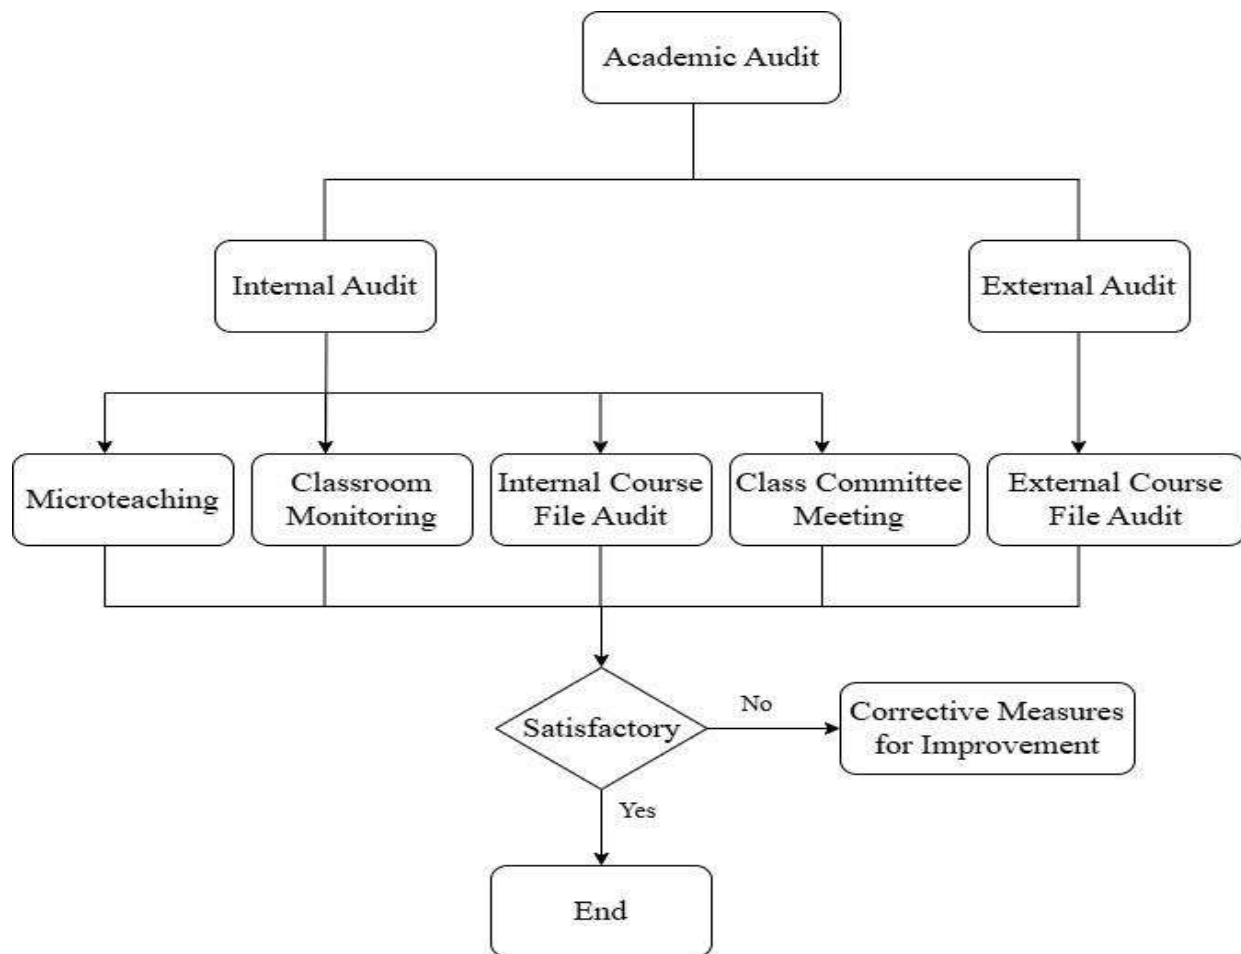 Academic Audit
Internal Audit
External Audit
Microteaching
Classroom
Monitoring
Internal Course
File Audit
Class Committee
Meeting
External Course
File Audit
Satisfactory
No
Corrective Measures
for Improvement
Yes
End